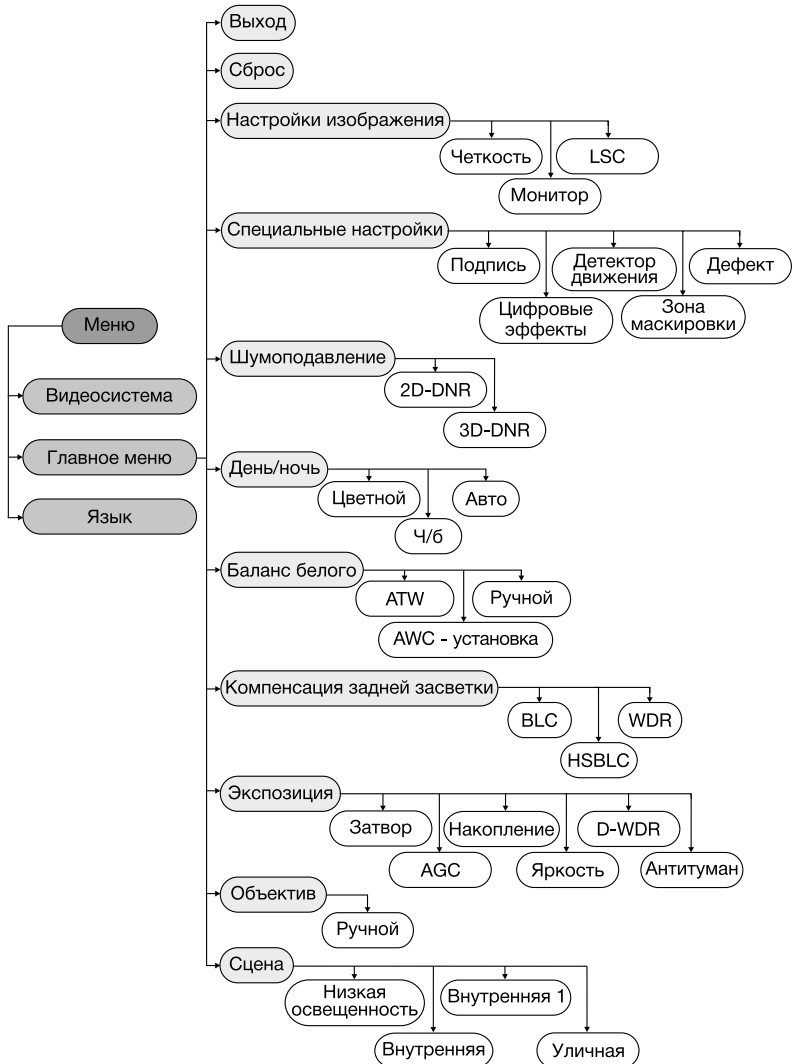 Выход
Сброс
Настройки изображения
Четкость
LSC
Монитор
Специальные настройки
Подпись
Детектор
движения
Дефект
Цифровые
эффекты
Зона
маскировки
Меню
Видеосистема
Главное меню
Язык
Шумоподавление
2D-DNR
3D-DNR
День/ночь
Цветной
Авто
Ч/б
Баланс белого
ATW
Ручной
AWC - установка
Компенсация задней засветки
BLC
WDR
HSBLC
Экспозиция
Затвор
Накопление
D-WDR
AGC
Яркость
Антитуман
Объектив
Ручной
Сцена
Низкая
освещенность
Внутренняя 1
Внутренняя
Уличная